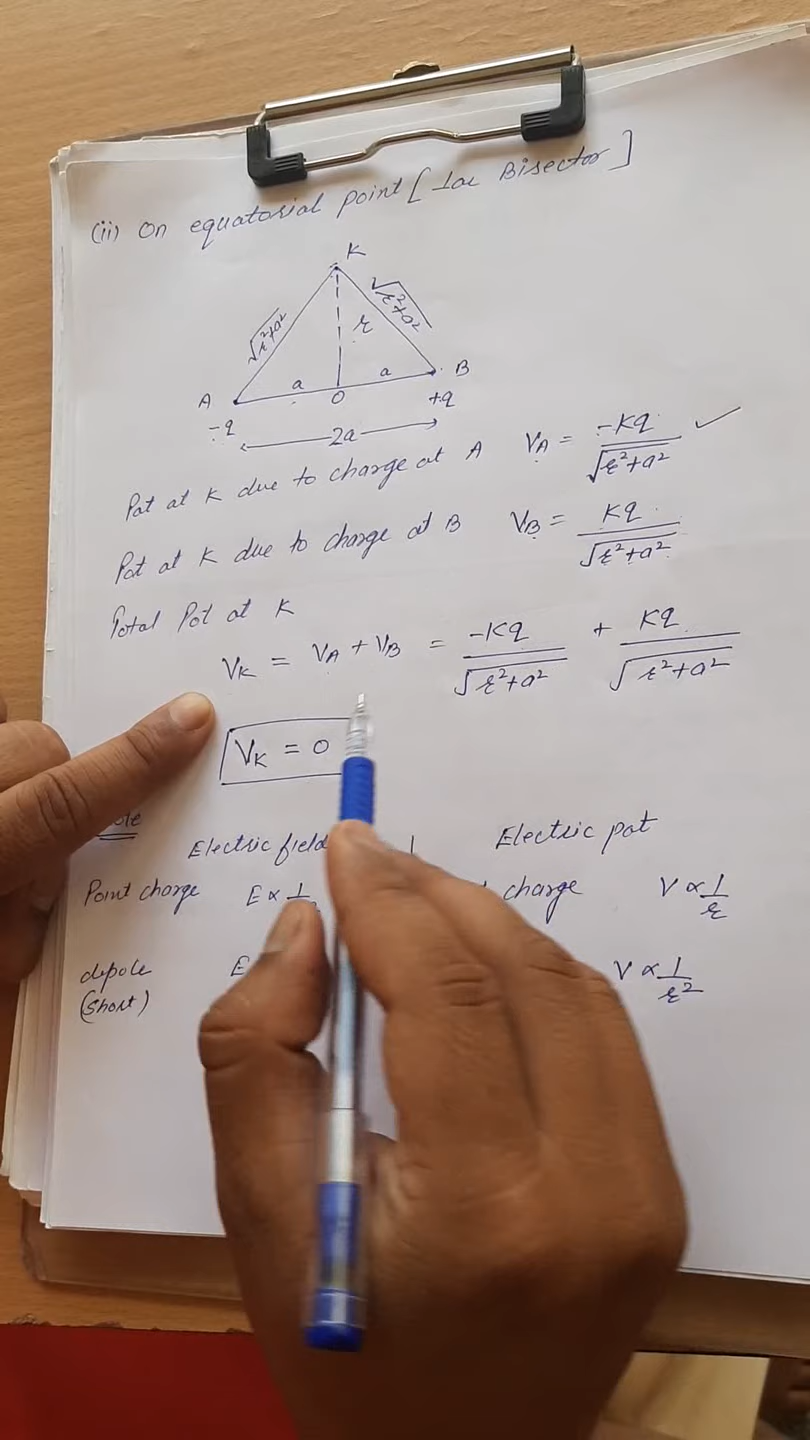 (ii) On equatorial point [ ⊥ar Bisector ]
K
√r²+a² √r²+a²
r
A a O a B
-q +q
2a
Pot at K due to charge at A VA = -Kq / √r²+a² ✓
Pot at K due to charge at B VB = Kq / √r²+a²
Total Pot at K
VK = VA + VB = -Kq / √r²+a² + Kq / √r²+a²
VK = 0
Electric field Electric pot
Point charge E ∝ 1 charge V ∝ 1/r
dipole E V ∝ 1/r²
(Short)